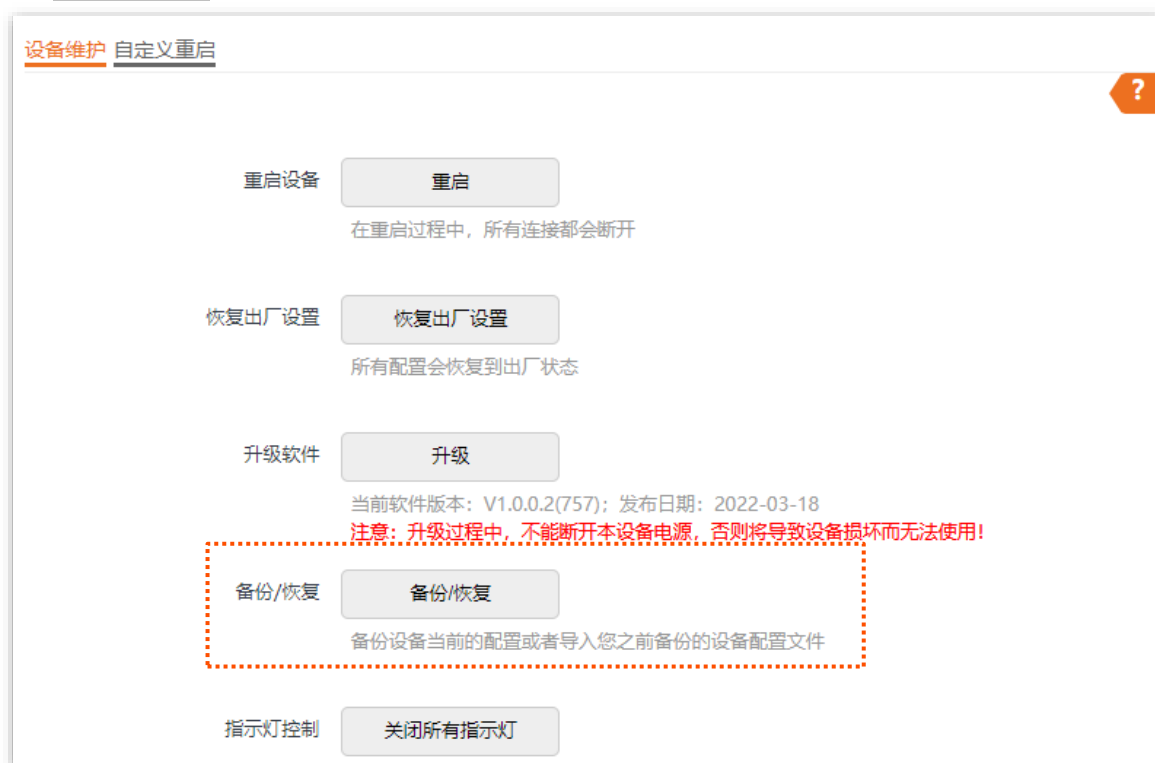 设备维护 自定义重启
?
重启设备 重启
在重启过程中，所有连接都会断开
恢复出厂设置 恢复出厂设置
所有配置会恢复到出厂状态
升级软件 升级
当前软件版本：V1.0.0.2(757)；发布日期：2022-03-18
注意：升级过程中，不能断开本设备电源，否则将导致设备损坏而无法使用！
备份/恢复 备份/恢复
备份设备当前的配置或者导入您之前备份的设备配置文件
指示灯控制 关闭所有指示灯